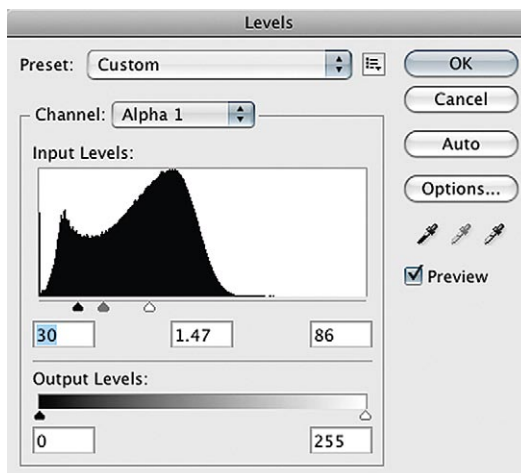 Levels
Preset: Custom
OK
Cancel
Channel: Alpha 1
Auto
Input Levels:
Options...
Preview
30 1.47 86
Output Levels:
0 255